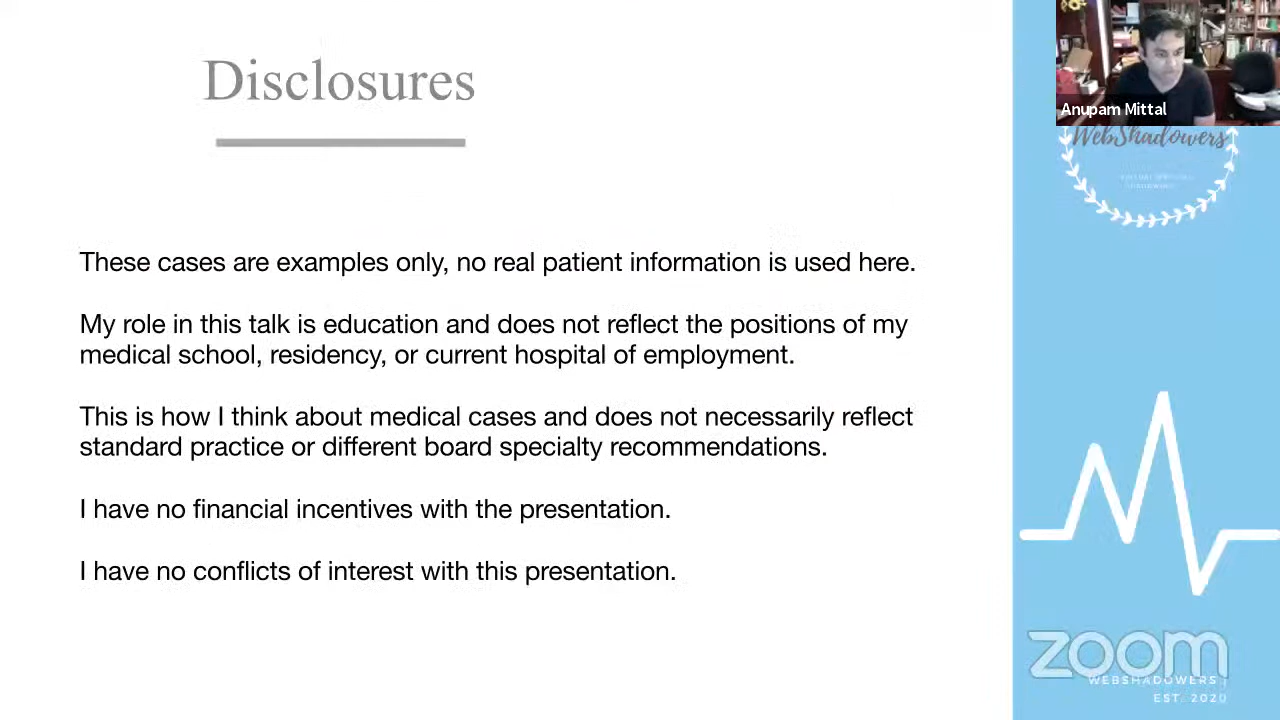 Disclosures
These cases are examples only, no real patient information is used here.
My role in this talk is education and does not reflect the positions of my
medical school, residency, or current hospital of employment.
This is how I think about medical cases and does not necessarily reflect
standard practice or different board specialty recommendations.
I have no financial incentives with the presentation.
I have no conflicts of interest with this presentation.
Anupam Mittal
WebShadowers
zoom
WEBSHADOWERS |
EST. 2020